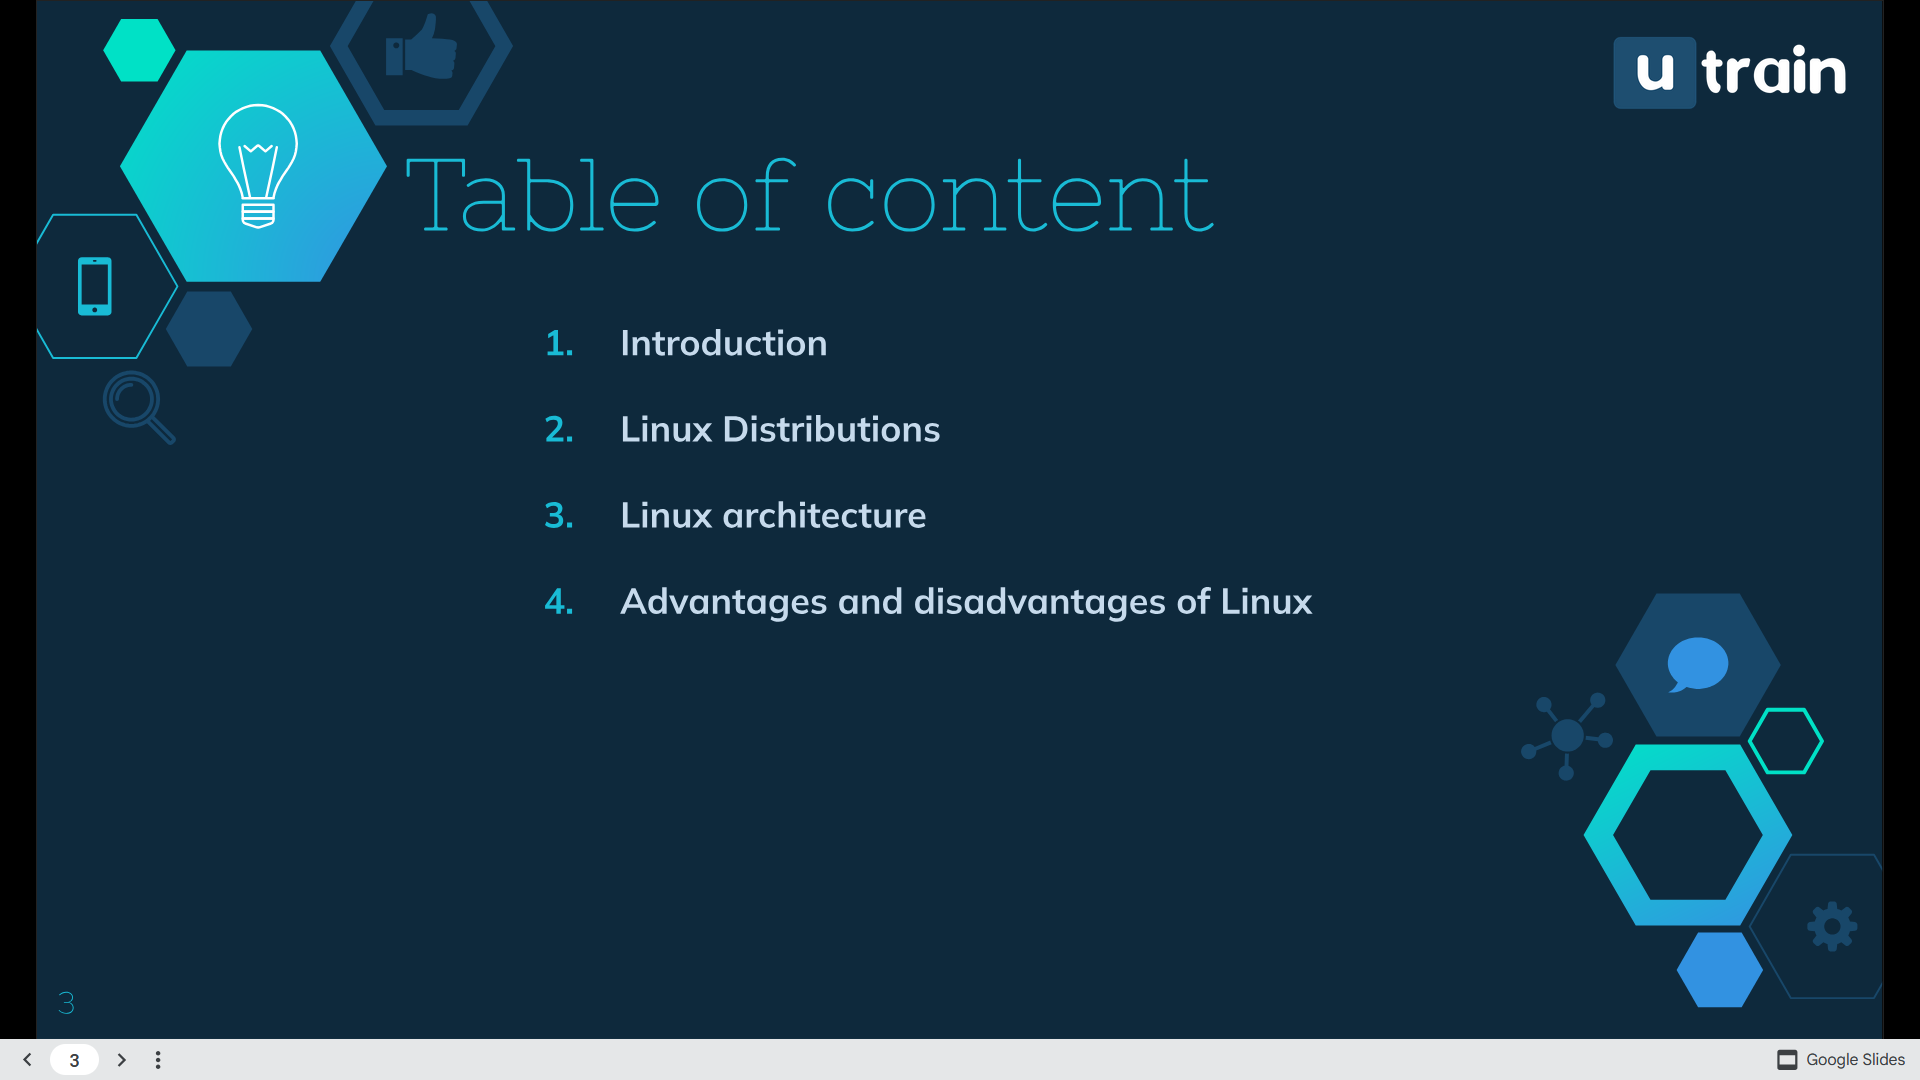 u train
Table of content
1. Introduction
2. Linux Distributions
3. Linux architecture
4. Advantages and disadvantages of Linux
3
3
Google Slides